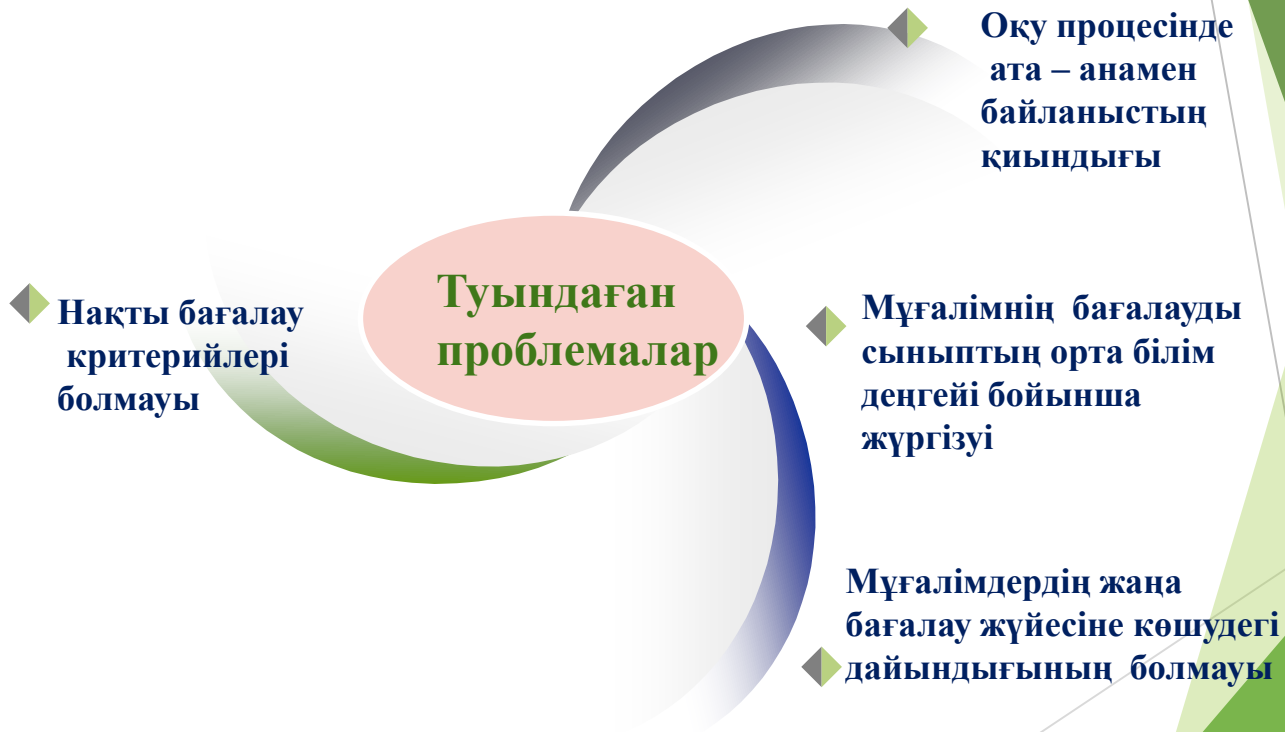 Оқу процесінде
ата – анамен
байланыстың
қиындығы
Туындаған
проблемалар
Нақты бағалау
критерийлері
болмауы
Мұғалімнің бағалауды
сыныптың орта білім
деңгейі бойынша
жүргізуі
Мұғалімдердің жаңа
бағалау жүйесіне көшудегі
дайындығының болмауы